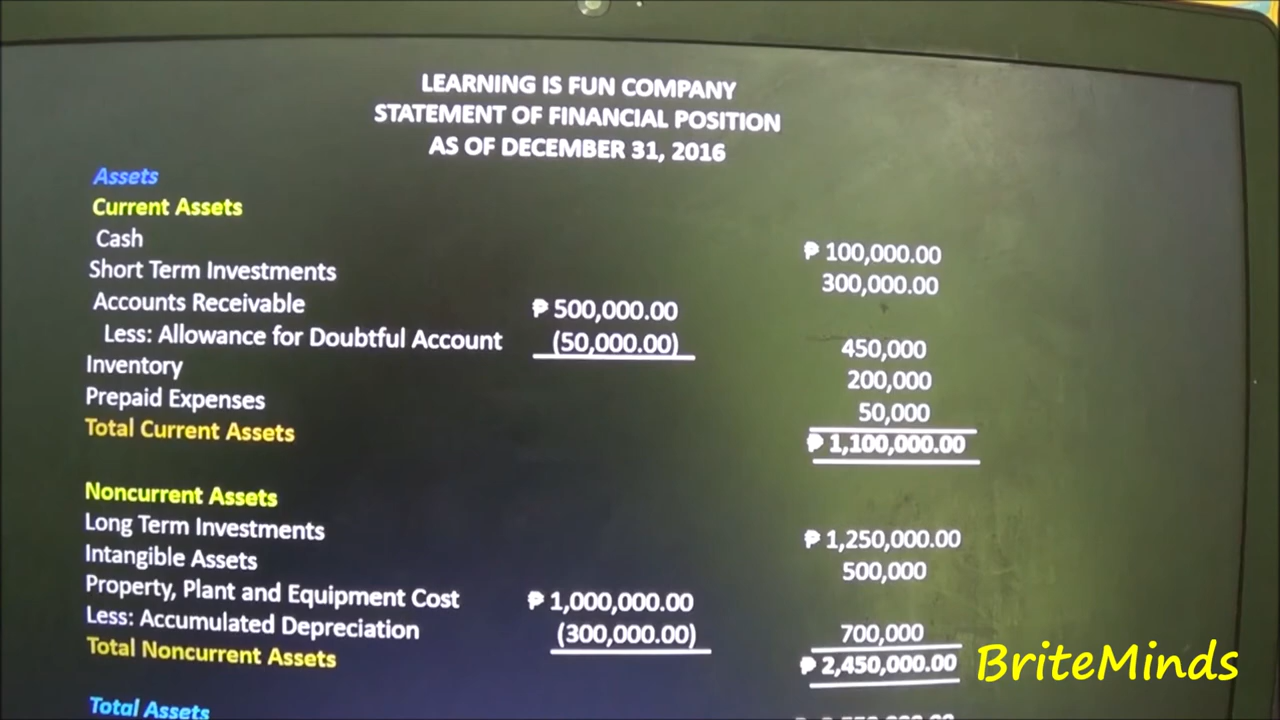 LEARNING IS FUN COMPANY
STATEMENT OF FINANCIAL POSITION
AS OF DECEMBER 31, 2016
Assets
Current Assets
Cash ₱ 100,000.00
Short Term Investments 300,000.00
Accounts Receivable ₱ 500,000.00
Less: Allowance for Doubtful Account (50,000.00) 450,000
Inventory 200,000
Prepaid Expenses 50,000
Total Current Assets ₱ 1,100,000.00
Noncurrent Assets
Long Term Investments ₱ 1,250,000.00
Intangible Assets 500,000
Property, Plant and Equipment Cost ₱ 1,000,000.00
Less: Accumulated Depreciation (300,000.00) 700,000
Total Noncurrent Assets ₱ 2,450,000.00
BriteMinds
Total Assets